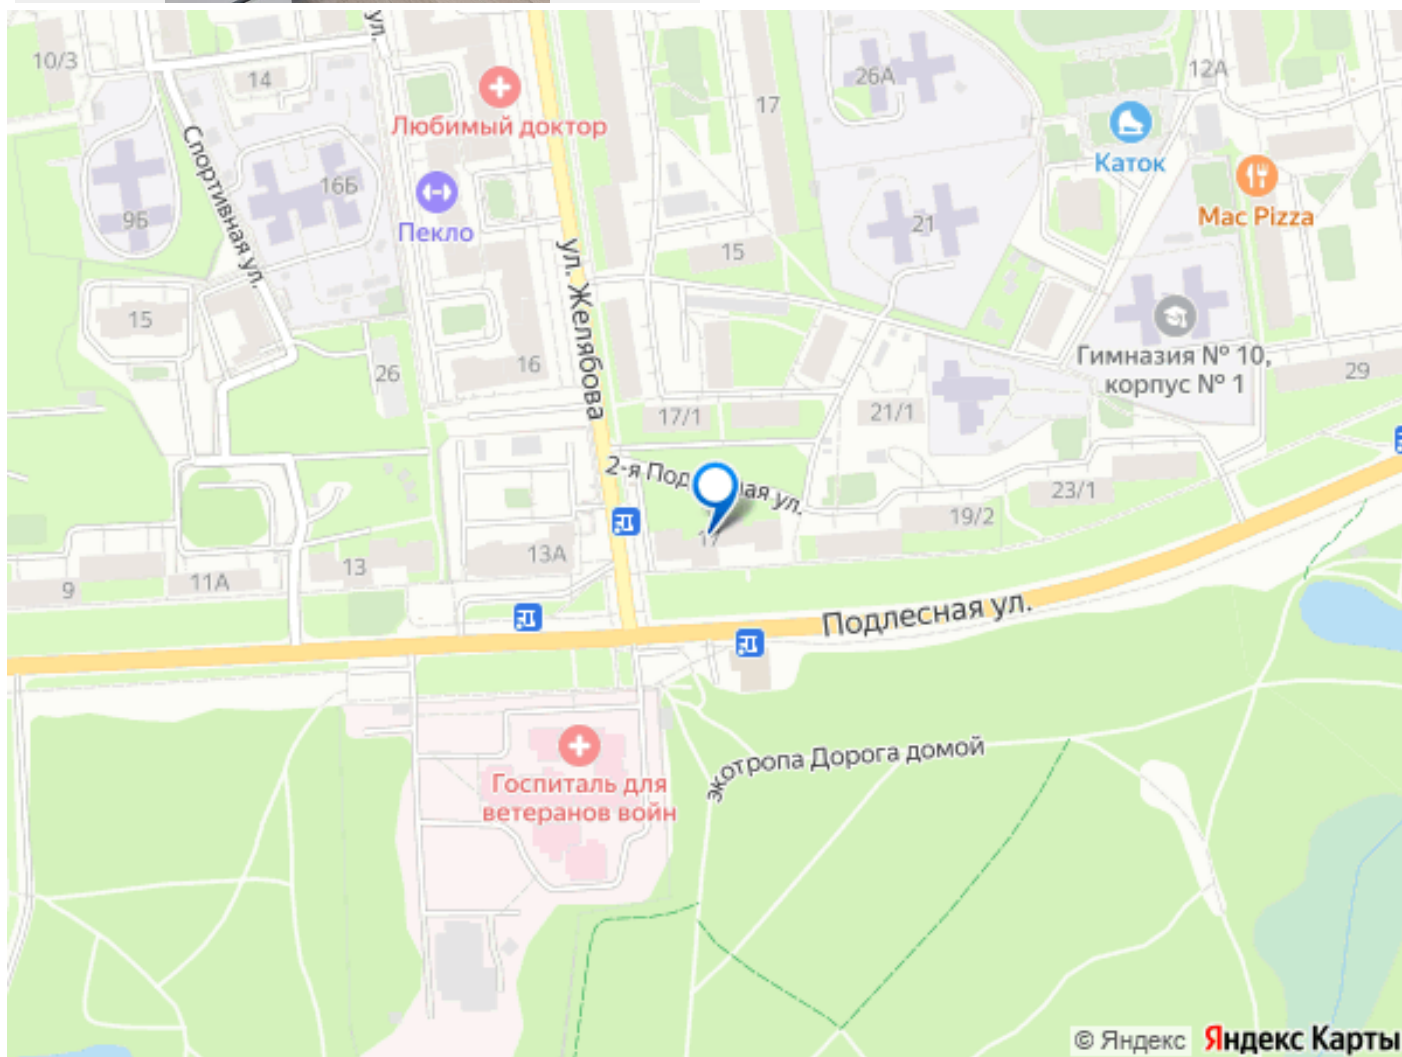 10/3
14
ул.
Любимый доктор
17
26А
12А
Каток
Mac Pizza
Спортивная ул.
16Б
9Б
Пекло
21
15
ул. Желябова
15
16
26
Гимназия № 10,
корпус № 1
29
17/1
21/1
2-я Под ная ул.
23/1
19/2
17
13А
13
11А
9
Подлесная ул.
экотропа Дорога домой
Госпиталь для
ветеранов войн
© Яндекс Яндекс Карты